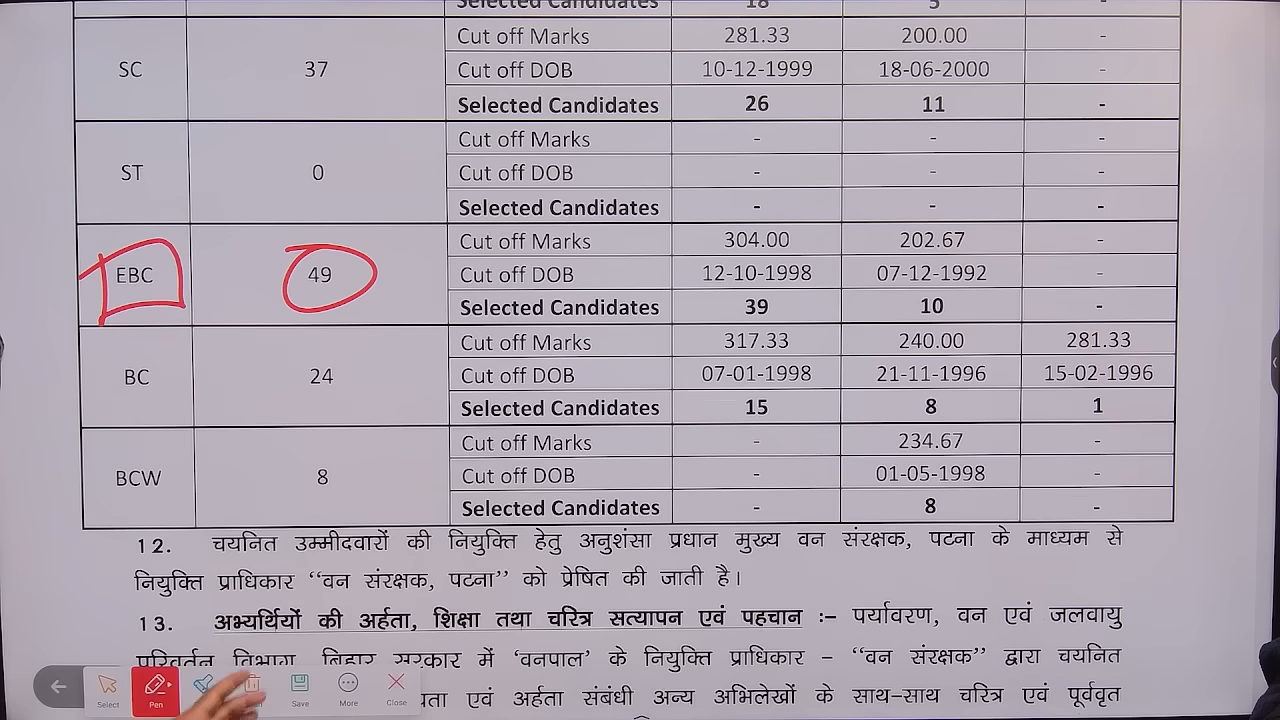 Selected Candidates 18 5 -
Cut off Marks 281.33 200.00 -
SC 37 Cut off DOB 10-12-1999 18-06-2000 -
Selected Candidates 26 11 -
Cut off Marks - - -
ST 0 Cut off DOB - - -
Selected Candidates - - -
Cut off Marks 304.00 202.67 -
EBC 49 Cut off DOB 12-10-1998 07-12-1992 -
Selected Candidates 39 10 -
Cut off Marks 317.33 240.00 281.33
BC 24 Cut off DOB 07-01-1998 21-11-1996 15-02-1996
Selected Candidates 15 8 1
Cut off Marks - 234.67 -
BCW 8 Cut off DOB - 01-05-1998 -
Selected Candidates - 8 -
12. चयनित उम्मीदवारों की नियुक्ति हेतु अनुशंसा प्रधान मुख्य वन संरक्षक, पटना के माध्यम से
नियुक्ति प्राधिकार "वन संरक्षक, पटना" को प्रेषित की जाती है।
13. अभ्यर्थियों की अर्हता, शिक्षा तथा चरित्र सत्यापन एवं पहचान :– पर्यावरण, वन एवं जलवायु
परिवर्तन विभाग, बिहार सरकार में 'वनपाल' के नियुक्ति प्राधिकार – "वन संरक्षक" द्वारा चयनित
एवं अर्हता संबंधी अन्य अभिलेखों के साथ–साथ चरित्र एवं पूर्ववृत
Select Pen Save More Close